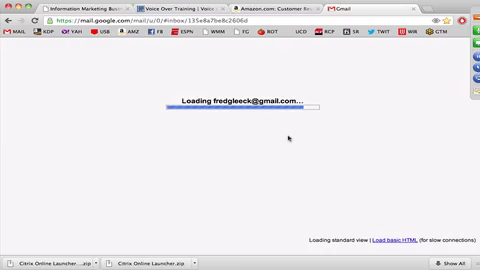 Information Marketing Busin
Voice Over Training | Voice
Amazon.com: Customer Re
Gmail
https://mail.google.com/mail/u/0/#inbox/135e8a7be8c2606d
MAIL KDP YAH USB AMZ FB ESPN WMM FG BOT UCD RCP FI SR TWIT WIR GTM
Loading fredgleeck@gmail.com...
Loading standard view | Load basic HTML (for slow connections)
Citrix Online Launcher....zip
Citrix Online Launcher.zip
Show All